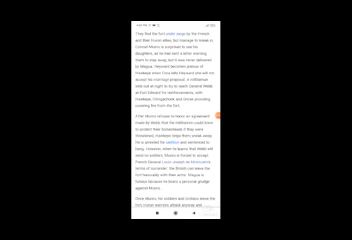 They find the fort under siege by the French
and their Huron allies, but manage to sneak in.
Colonel Munro is surprised to see his
daughters, as he had sent a letter warning
them to stay away, but it was never delivered
by Magua. Heyward becomes jealous of
Hawkeye when Cora tells Heyward she will not
accept his marriage proposal. A militiaman
sets out at night to try to reach General Webb
at Fort Edward for reinforcements, with
Hawkeye, Chingachgook and Uncas providing
covering fire from the fort.
After Munro refuses to honor an agreement
made by Webb that the militiamen could leave
to protect their homesteads if they were
threatened, Hawkeye helps them sneak away.
He is arrested for sedition and sentenced to
hang. However, when he learns that Webb will
send no soldiers, Munro is forced to accept
French General Louis-Joseph de Montcalm's
terms of surrender: the British can leave the
fort honorably with their arms. Magua is
furious because he bears a personal grudge
against Munro.
Once Munro, his soldiers and civilians leave the
fort, Huron warriors attack